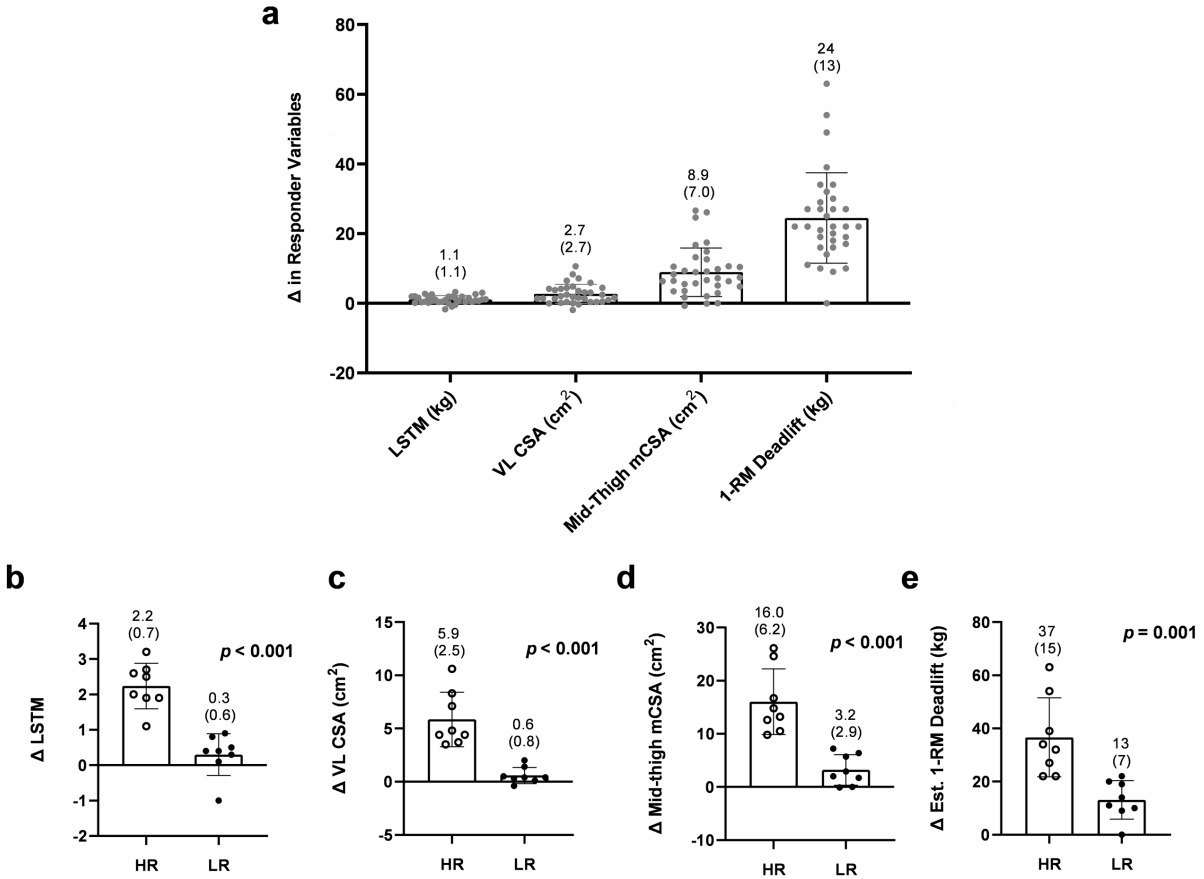 a
Δ in Responder Variables
80
60
40
20
0
-20
1.1
(1.1)
2.7
(2.7)
8.9
(7.0)
24
(13)
LSTM (kg)
VL CSA (cm²)
Mid-Thigh mCSA (cm²)
1-RM Deadlift (kg)
b
Δ LSTM
4
3
2
1
0
-1
-2
2.2
(0.7)
0.3
(0.6)
p < 0.001
HR
LR
c
Δ VL CSA (cm²)
15
10
5
0
-5
5.9
(2.5)
0.6
(0.8)
p < 0.001
HR
LR
d
Δ Mid-thigh mCSA (cm²)
30
20
10
0
-10
16.0
(6.2)
3.2
(2.9)
p < 0.001
HR
LR
e
Δ Est. 1-RM Deadlift (kg)
80
60
40
20
0
37
(15)
13
(7)
p = 0.001
HR
LR